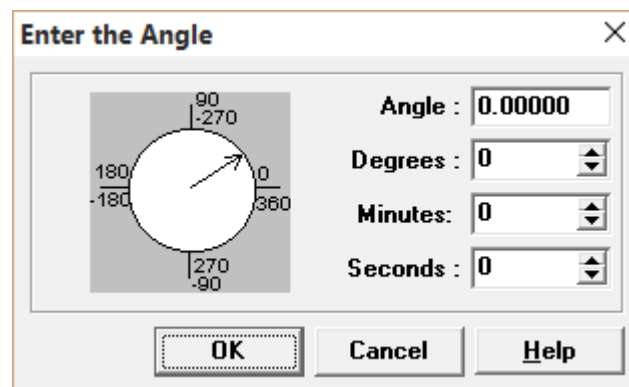 Enter the Angle
90
-270
180
-180
0
360
270
-90
Angle : 0.00000
Degrees : 0
Minutes: 0
Seconds : 0
OK Cancel Help